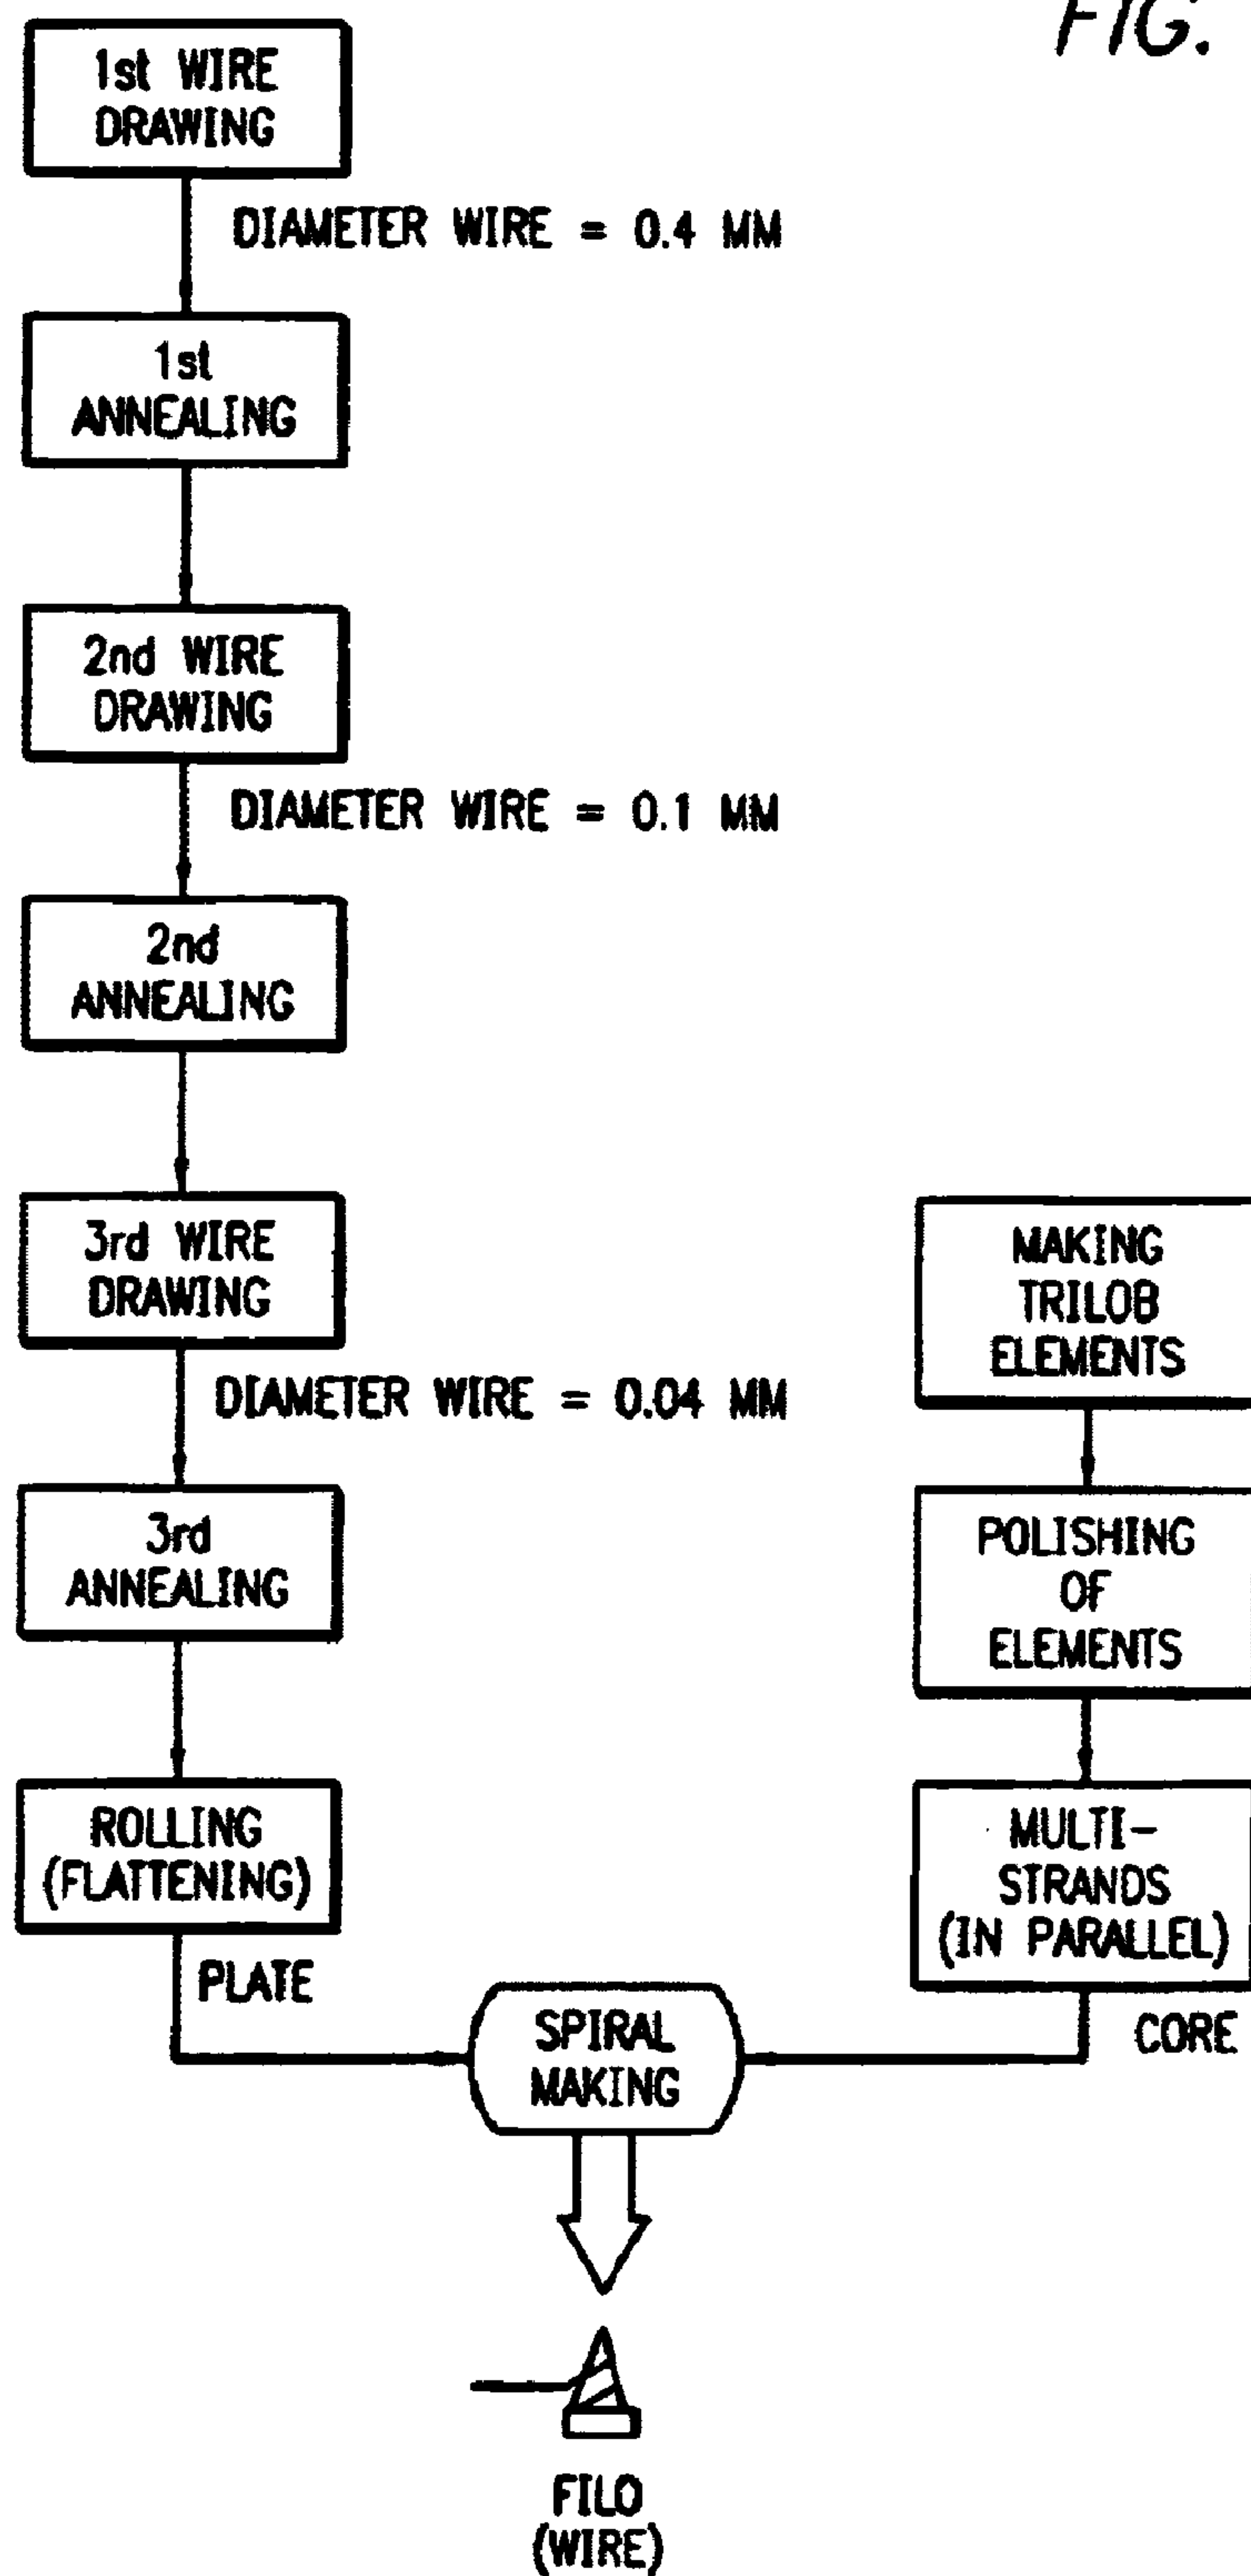 FIG.
1st WIRE
DRAWING
DIAMETER WIRE = 0.4 MM
1st
ANNEALING
2nd WIRE
DRAWING
DIAMETER WIRE = 0.1 MM
2nd
ANNEALING
3rd WIRE
DRAWING
DIAMETER WIRE = 0.04 MM
3rd
ANNEALING
ROLLING
(FLATTENING)
PLATE
MAKING
TRILOB
ELEMENTS
POLISHING
OF
ELEMENTS
MULTI-
STRANDS
(IN PARALLEL)
CORE
SPIRAL
MAKING
FILO
(WIRE)